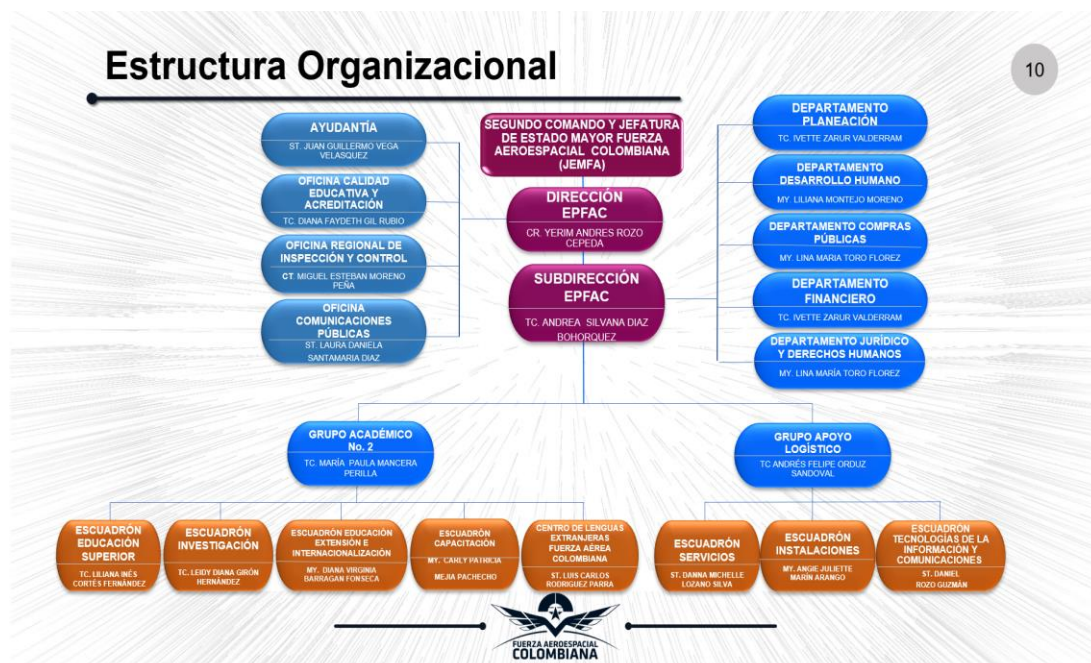 Estructura Organizacional
10
AYUDANTÍA
ST. JUAN GUILLERMO VEGA
VELASQUEZ
OFICINA CALIDAD
EDUCATIVA Y
ACREDITACIÓN
TC. DIANA FAYDETH GIL RUBIO
OFICINA REGIONAL DE
INSPECCIÓN Y CONTROL
CT. MIGUEL ESTEBAN MORENO
PEÑA
OFICINA
COMUNICACIONES
PÚBLICAS
ST. LAURA DANIELA
SANTAMARIA DIAZ
SEGUNDO COMANDO Y JEFATURA
DE ESTADO MAYOR FUERZA
AEROESPACIAL COLOMBIANA
(JEMFA)
DIRECCIÓN
EPFAC
CR. YERIM ANDRES ROZO
CEPEDA
SUBDIRECCIÓN
EPFAC
TC. ANDREA SILVANA DIAZ
BOHORQUEZ
DEPARTAMENTO
PLANEACIÓN
TC. IVETTE ZARUR VALDERRAM
DEPARTAMENTO
DESARROLLO HUMANO
MY. LILIANA MONTEJO MORENO
DEPARTAMENTO COMPRAS
PÚBLICAS
MY. LINA MARIA TORO FLOREZ
DEPARTAMENTO
FINANCIERO
TC. IVETTE ZARUR VALDERRAM
DEPARTAMENTO JURÍDICO
Y DERECHOS HUMANOS
MY. LINA MARÍA TORO FLOREZ
GRUPO ACADÉMICO
No. 2
TC. MARÍA PAULA MANCERA
PERILLA
GRUPO APOYO
LOGÍSTICO
TC ANDRÉS FELIPE ORDUZ
SANDOVAL
ESCUADRÓN
EDUCACIÓN
SUPERIOR
TC. LILIANA INÉS
CORTÉS FERNÁNDEZ
ESCUADRÓN
INVESTIGACIÓN
TC. LEIDY DIANA GIRÓN
HERNÁNDEZ
ESCUADRÓN EDUCACIÓN
EXTENSIÓN E
INTERNACIONALIZACIÓN
MY. DIANA VIRGINIA
BARRAGAN FONSECA
ESCUADRÓN
CAPACITACIÓN
MY. CARLY PATRICIA
MEJIA PACHECHO
CENTRO DE LENGUAS
EXTRANJERAS
FUERZA AÉREA
COLOMBIANA
ST. LUIS CARLOS
RODRIGUEZ PARRA
ESCUADRÓN
SERVICIOS
ST. DANNA MICHELLE
LOZANO SILVA
ESCUADRÓN
INSTALACIONES
MY. ANGIE JULIETTE
MARÍN ARANGO
ESCUADRÓN
TECNOLOGÍAS DE LA
INFORMACIÓN Y
COMUNICACIONES
ST. DANIEL
ROZO GUZMÁN
FUERZA AEROESPACIAL
COLOMBIANA